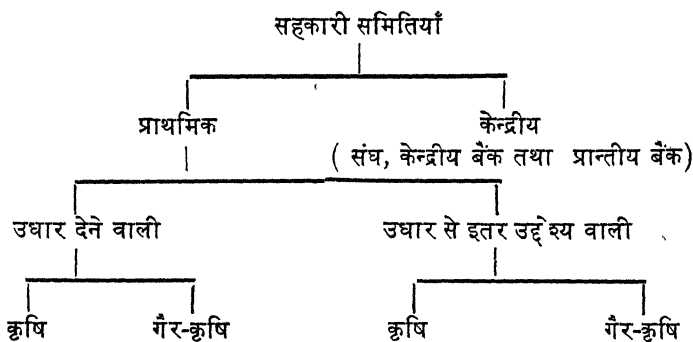 सहकारी समितियाँ
प्राथमिक केन्द्रीय
( संघ, केन्द्रीय बैंक तथा प्रान्तीय बैंक)
उधार देने वाली उधार से इतर उद्देश्य वाली
कृषि गैर-कृषि कृषि गैर-कृषि